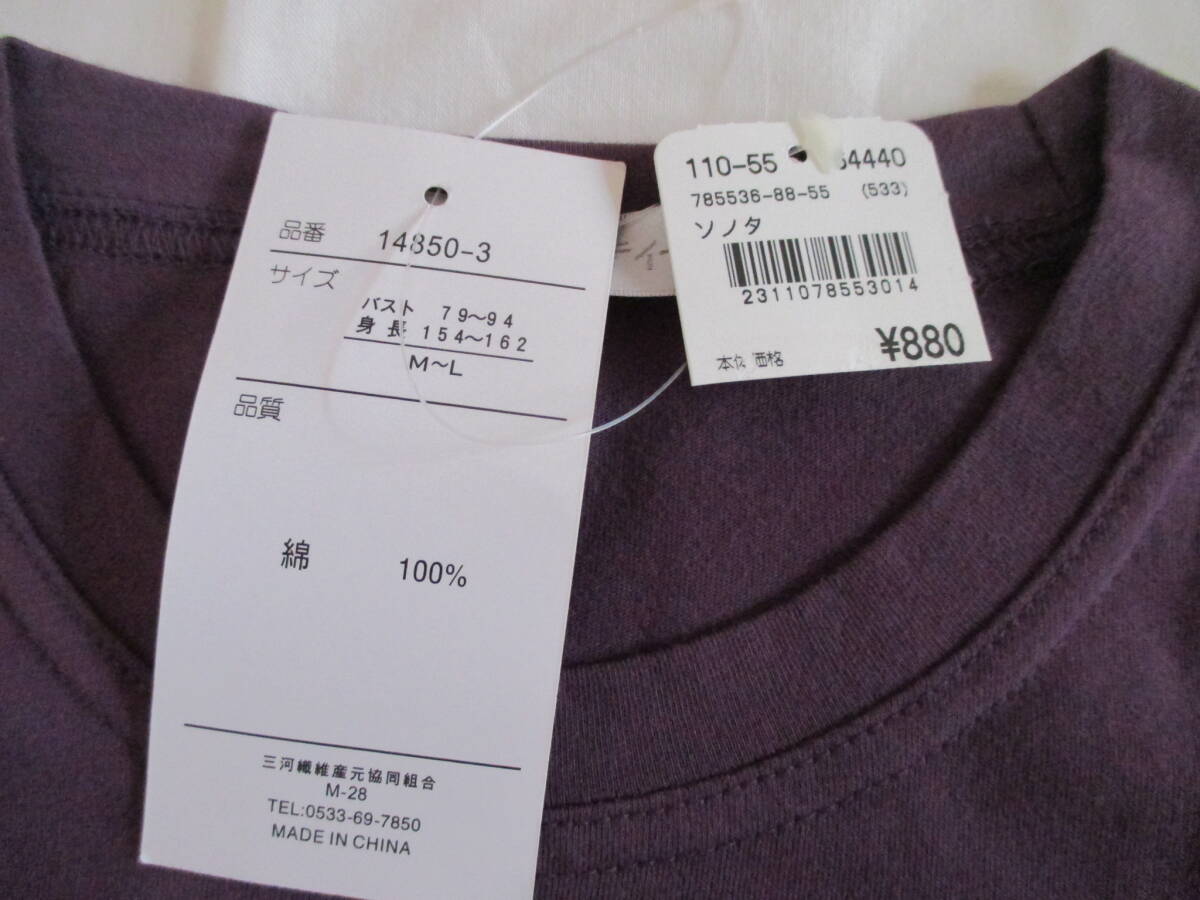 品番 14850-3
サイズ
バスト 79～94
身長 154～162
M～L
品質
綿 100%
三河繊維産元協同組合
M-28
TEL:0533-69-7850
MADE IN CHINA
110-55 4440
785536-88-55 (533)
ソノタ
2311078553014
本体価格 ¥880